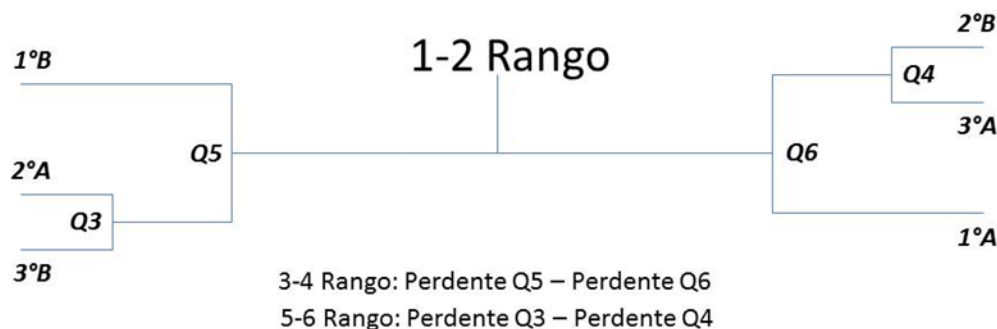 1-2 Rango
1°B
Q5
2°A
Q3
3°B
2°B
Q4
3°A
Q6
1°A
3-4 Rango: Perdente Q5 – Perdente Q6
5-6 Rango: Perdente Q3 – Perdente Q4